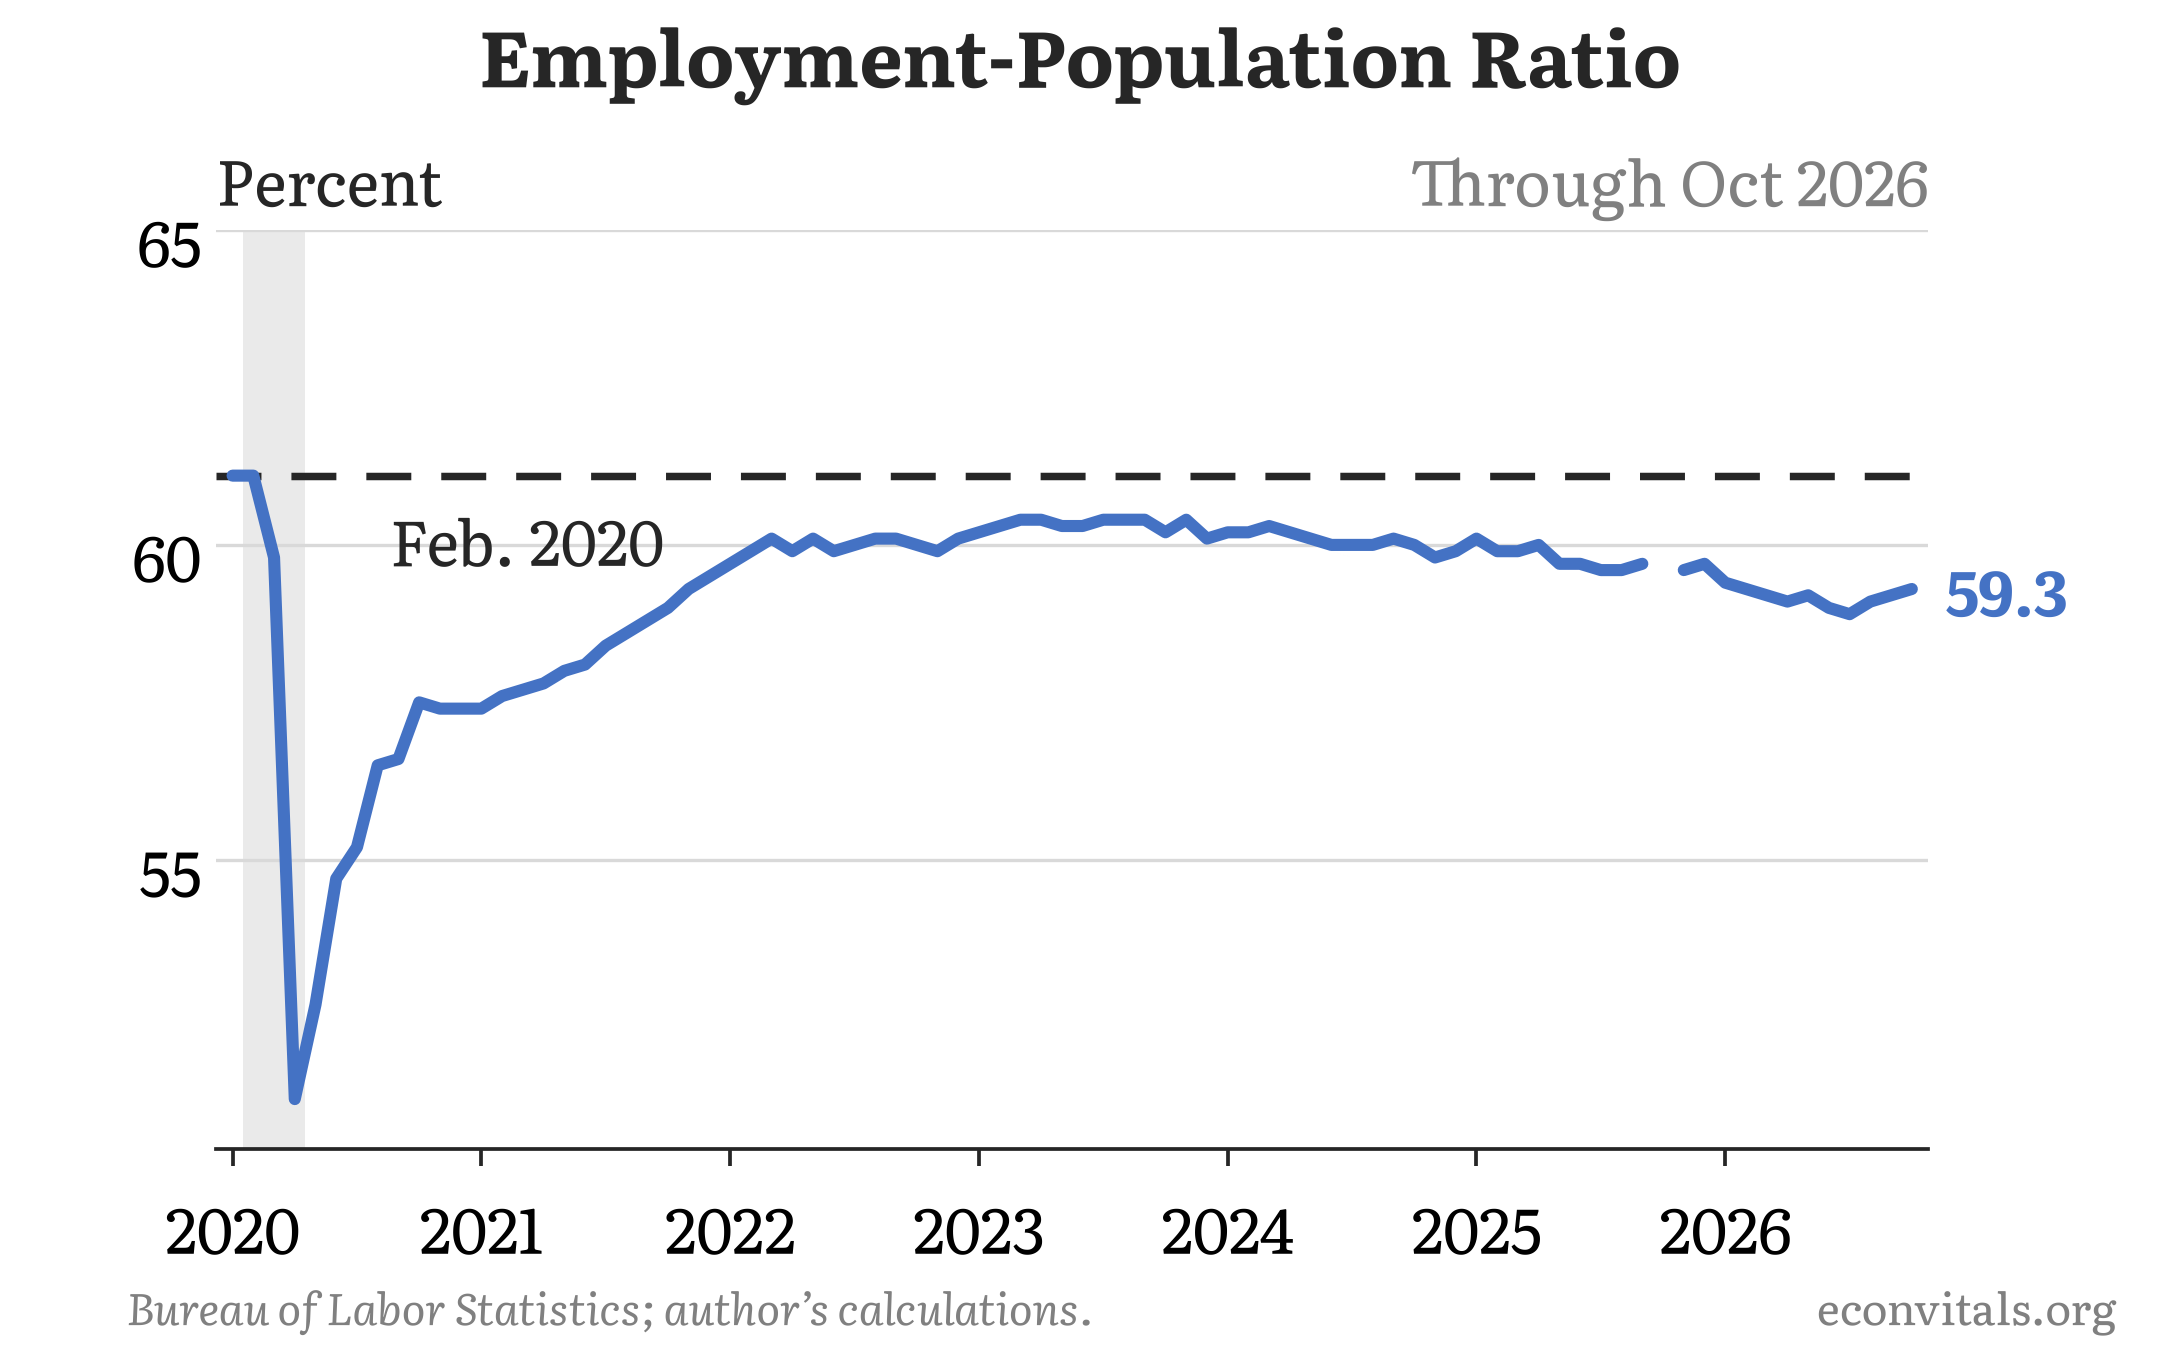 Employment-Population Ratio
Percent
Through Oct 2026
65
Feb. 2020
60
59.3
55
2020 2021 2022 2023 2024 2025 2026
Bureau of Labor Statistics; author’s calculations.
econvitals.org